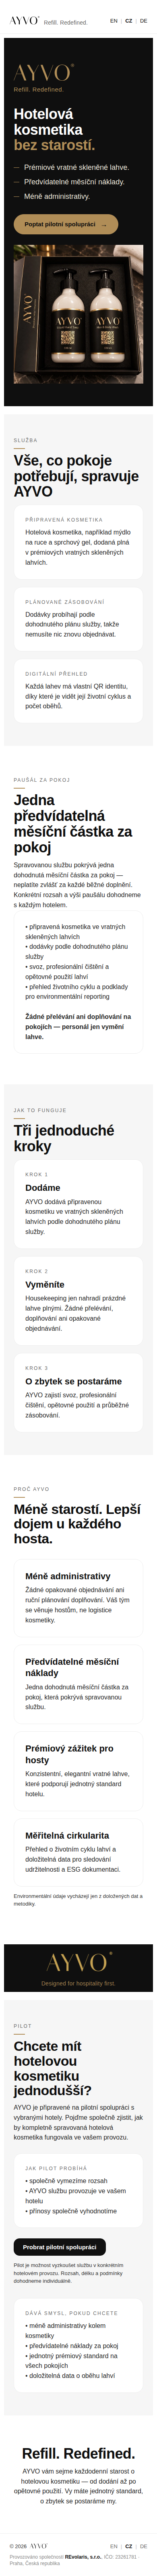 AYVO Refill. Redefined. EN | CZ | DE
AYVO
Refill. Redefined.
Hotelová
kosmetika
bez starostí.
— Prémiové vratné skleněné lahve.
— Předvídatelné měsíční náklady.
— Méně administrativy.
Poptat pilotní spolupráci →
AYVO
AYVO
AYVO
SLUŽBA
Vše, co pokoje
potřebují, spravuje
AYVO
PŘIPRAVENÁ KOSMETIKA
Hotelová kosmetika, například mýdlo
na ruce a sprchový gel, dodaná plná
v prémiových vratných skleněných
lahvích.
PLÁNOVANÉ ZÁSOBOVÁNÍ
Dodávky probíhají podle
dohodnutého plánu služby, takže
nemusíte nic znovu objednávat.
DIGITÁLNÍ PŘEHLED
Každá lahev má vlastní QR identitu,
díky které je vidět její životní cyklus a
počet oběhů.
PAUŠÁL ZA POKOJ
Jedna
předvídatelná
měsíční částka za
pokoj
Spravovanou službu pokrývá jedna
dohodnutá měsíční částka za pokoj —
neplatíte zvlášť za každé běžné doplnění.
Konkrétní rozsah a výši paušálu dohodneme
s každým hotelem.
• připravená kosmetika ve vratných
skleněných lahvích
• dodávky podle dohodnutého plánu
služby
• svoz, profesionální čištění a
opětovné použití lahví
• přehled životního cyklu a podklady
pro environmentální reporting
Žádné přelévání ani doplňování na
pokojích — personál jen vymění
lahve.
JAK TO FUNGUJE
Tři jednoduché
kroky
KROK 1
Dodáme
AYVO dodává připravenou
kosmetiku ve vratných skleněných
lahvích podle dohodnutého plánu
služby.
KROK 2
Vyměníte
Housekeeping jen nahradí prázdné
lahve plnými. Žádné přelévání,
doplňování ani opakované
objednávání.
KROK 3
O zbytek se postaráme
AYVO zajistí svoz, profesionální
čištění, opětovné použití a průběžné
zásobování.
PROČ AYVO
Méně starostí. Lepší
dojem u každého
hosta.
Méně administrativy
Žádné opakované objednávání ani
ruční plánování doplňování. Váš tým
se věnuje hostům, ne logistice
kosmetiky.
Předvídatelné měsíční
náklady
Jedna dohodnutá měsíční částka za
pokoj, která pokrývá spravovanou
službu.
Prémiový zážitek pro
hosty
Konzistentní, elegantní vratné lahve,
které podporují jednotný standard
hotelu.
Měřitelná cirkularita
Přehled o životním cyklu lahví a
doložitelná data pro sledování
udržitelnosti a ESG dokumentaci.
Environmentální údaje vycházejí jen z doložených dat a
metodiky.
AYVO
Designed for hospitality first.
PILOT
Chcete mít
hotelovou
kosmetiku
jednodušší?
AYVO je připravené na pilotní spolupráci s
vybranými hotely. Pojďme společně zjistit, jak
by kompletně spravovaná hotelová
kosmetika fungovala ve vašem provozu.
JAK PILOT PROBÍHÁ
• společně vymezíme rozsah
• AYVO službu provozuje ve vašem
hotelu
• přínosy společně vyhodnotíme
Probrat pilotní spolupráci
Pilot je možností vyzkoušet službu v konkrétním
hotelovém provozu. Rozsah, délku a podmínky
dohodneme individuálně.
DÁVÁ SMYSL, POKUD CHCETE
• méně administrativy kolem
kosmetiky
• předvídatelné náklady za pokoj
• jednotný prémiový standard na
všech pokojích
• doložitelná data o oběhu lahví
Refill. Redefined.
AYVO vám sejme každodenní starost o
hotelovou kosmetiku — od dodání až po
opětovné použití. Vy máte jednotný standard,
o zbytek se postaráme my.
© 2026 AYVO EN | CZ | DE
Provozováno společností REvolaris, s.r.o. IČO: 23261781 ·
Praha, Česká republika